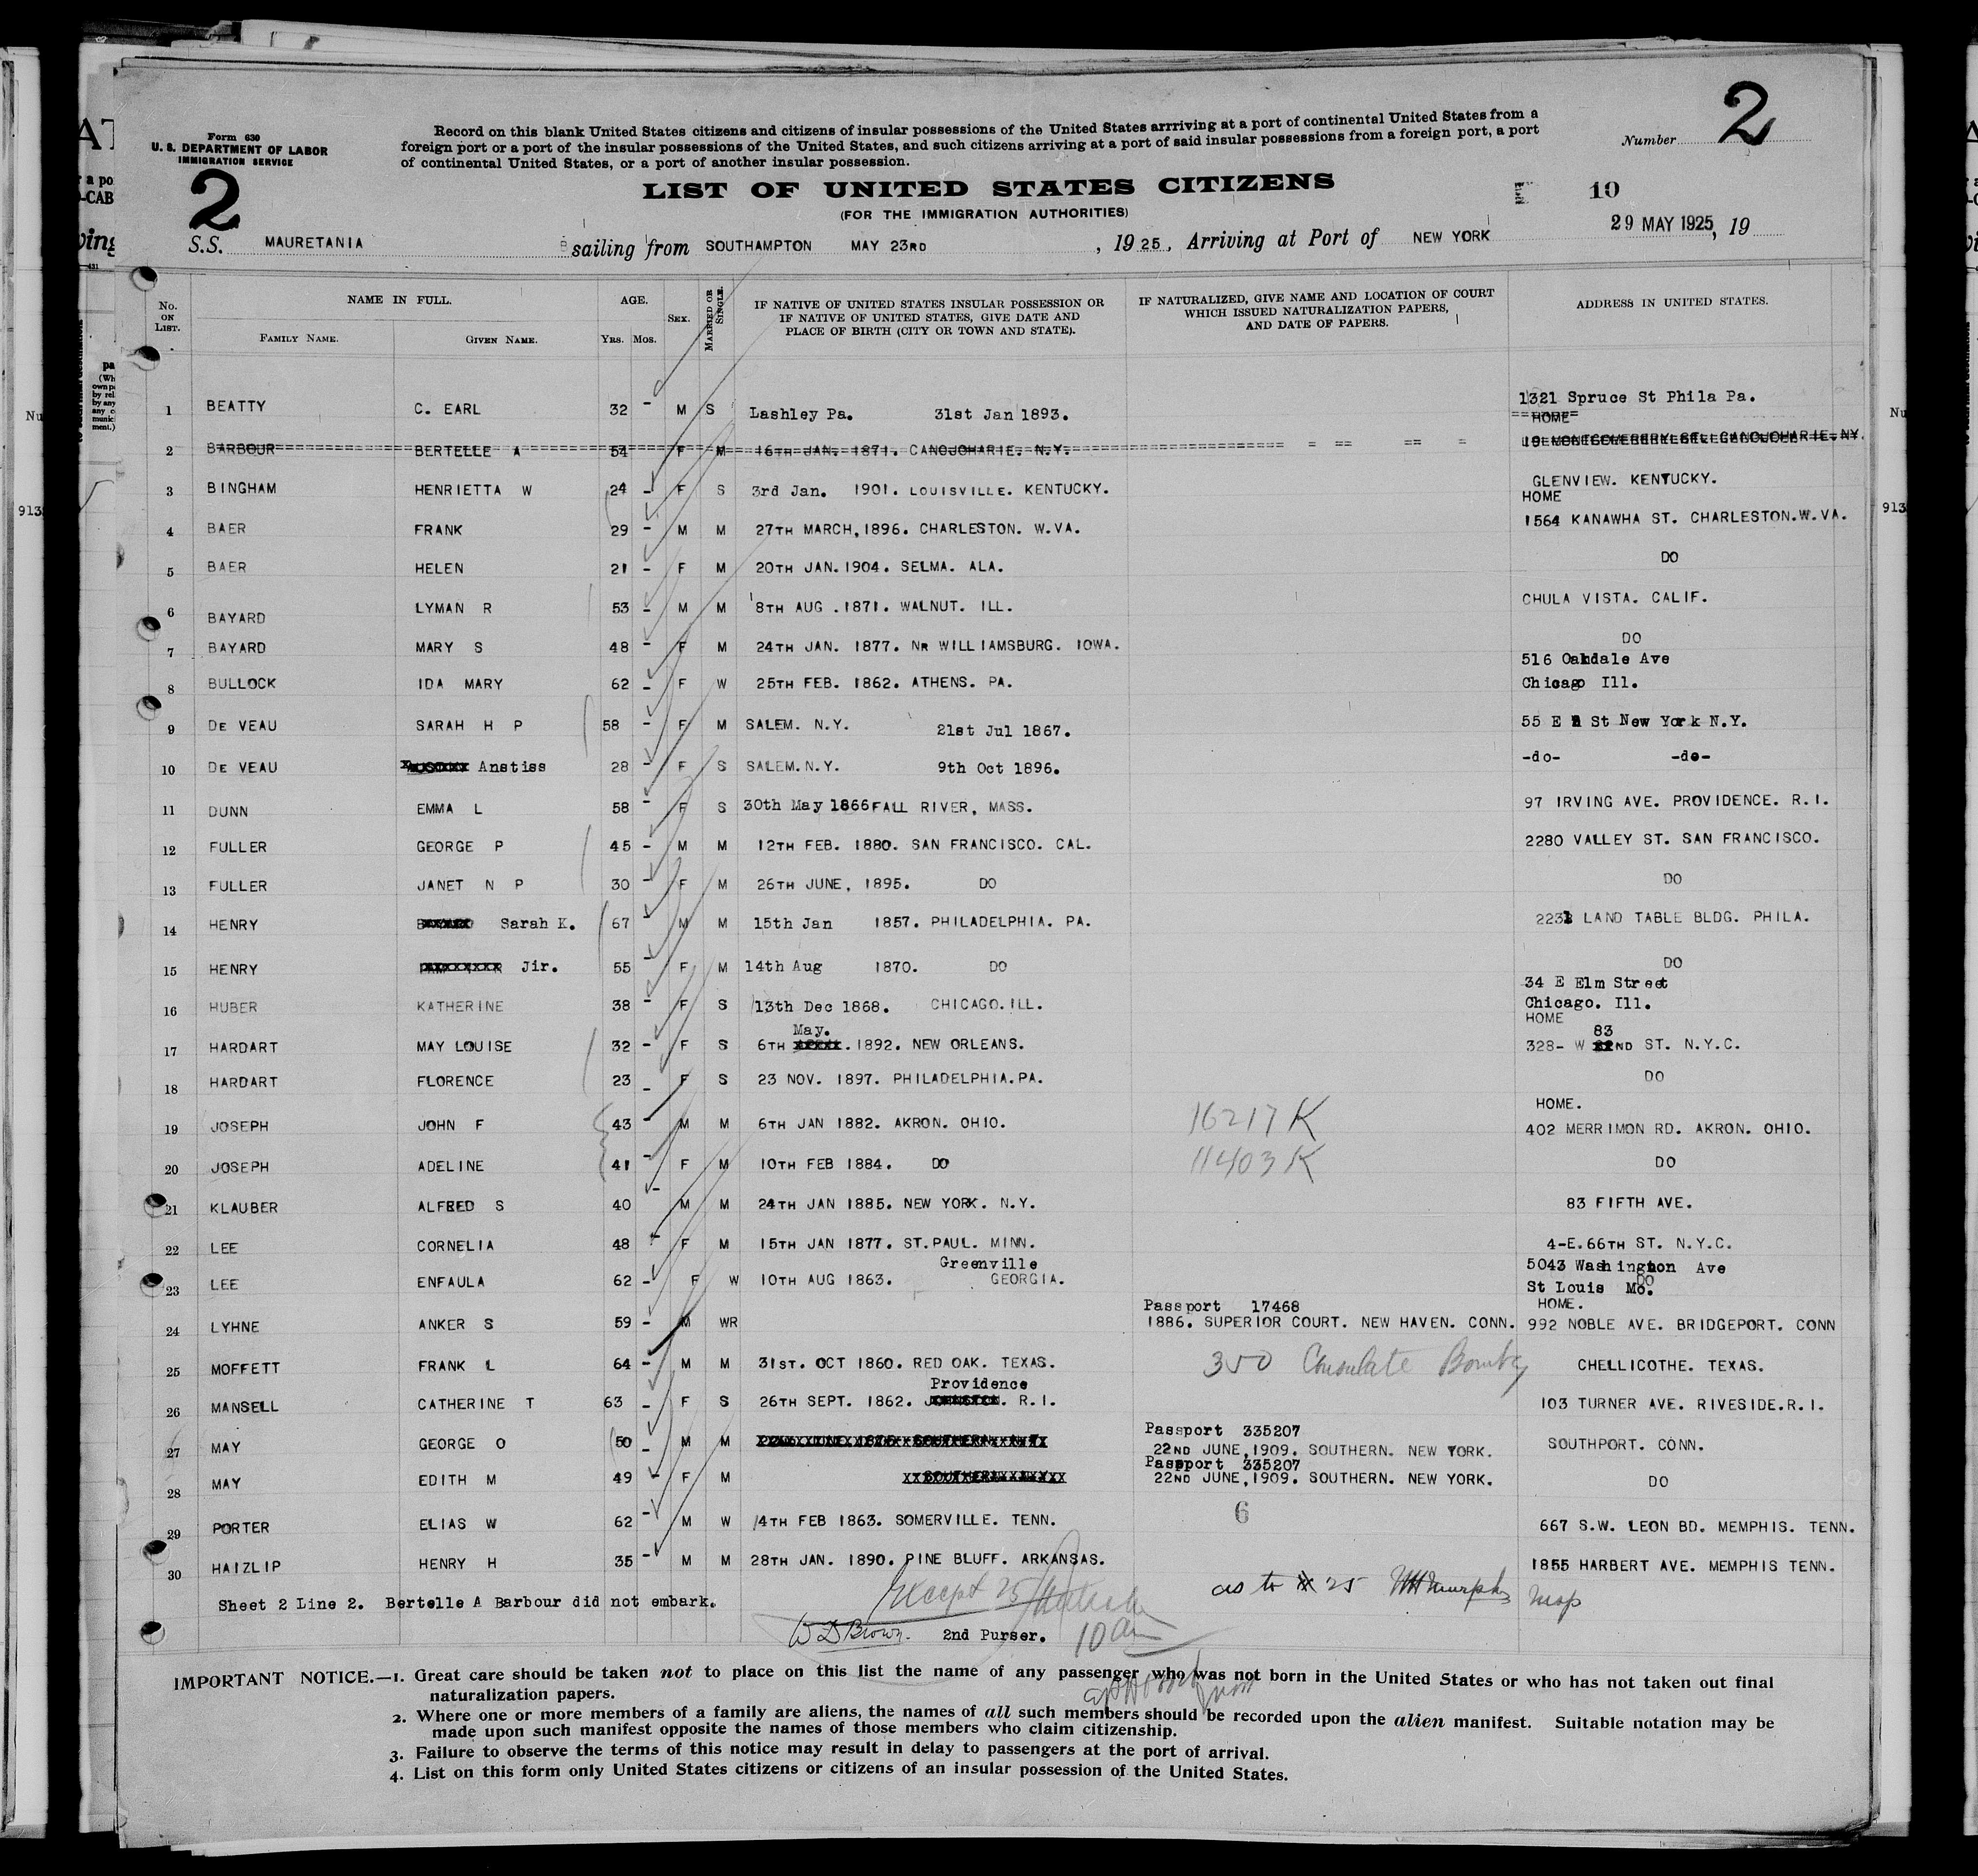 Form 630
U. S. DEPARTMENT OF LABOR
IMMIGRATION SERVICE
Record on this blank United States citizens and citizens of insular possessions of the United States arrriving at a port of continental United States from a
foreign port or a port of the insular possessions of the United States, and such citizens arriving at a port of said insular possessions from a foreign port, a port
of continental United States, or a port of another insular possession.
Number 2
2
LIST OF UNITED STATES CITIZENS
(FOR THE IMMIGRATION AUTHORITIES)
10
29 MAY 1925, 19
S.S. MAURETANIA sailing from SOUTHAMPTON MAY 23RD, 1925, Arriving at Port of NEW YORK
No. ON LIST. NAME IN FULL. AGE. SEX. MARRIED OR SINGLE. IF NATIVE OF UNITED STATES INSULAR POSSESSION OR IF NATIVE OF UNITED STATES, GIVE DATE AND PLACE OF BIRTH (CITY OR TOWN AND STATE). IF NATURALIZED, GIVE NAME AND LOCATION OF COURT WHICH ISSUED NATURALIZATION PAPERS, AND DATE OF PAPERS. ADDRESS IN UNITED STATES.
FAMILY NAME. GIVEN NAME. Yrs. Mos.
1 BEATTY C. EARL 32 - M S Lashley Pa. 31st Jan 1893. 1321 Spruce St Phila Pa.
HOME
2 BARBOUR BERTELLE A 54 F M 16TH JAN. 1871. CANOJOHARIE. N.Y.
3 BINGHAM HENRIETTA W 24 - F S 3rd Jan. 1901. LOUISVILLE. KENTUCKY. GLENVIEW. KENTUCKY.
HOME
4 BAER FRANK 29 - M M 27TH MARCH, 1896. CHARLESTON. W.VA. 1564 KANAWHA ST. CHARLESTON.W.VA.
5 BAER HELEN 21 - F M 20TH JAN. 1904. SELMA. ALA. DO
6 BAYARD LYMAN R 53 - M M 8TH AUG .1871. WALNUT. ILL. CHULA VISTA. CALIF.
7 BAYARD MARY S 48 - F M 24TH JAN. 1877. NR WILLIAMSBURG. IOWA. DO
8 BULLOCK IDA MARY 62 - F W 25TH FEB. 1862. ATHENS. PA. 516 Oakdale Ave
Chicago Ill.
9 DE VEAU SARAH H P 58 - F M SALEM. N.Y. 21st Jul 1867. 55 E St New York N.Y.
10 DE VEAU Anstiss 28 - F S SALEM.N.Y. 9th Oct 1896. -do- -do-
11 DUNN EMMA L 58 - F S 30th May 1866 FALL RIVER, MASS. 97 IRVING AVE. PROVIDENCE. R.I.
12 FULLER GEORGE P 45 - M M 12TH FEB. 1880. SAN FRANCISCO. CAL. 2280 VALLEY ST. SAN FRANCISCO.
13 FULLER JANET N P 30 - F M 26TH JUNE, 1895. DO DO
14 HENRY Sarah K. 67 - M M 15th Jan 1857. PHILADELPHIA. PA. LAND TABLE BLDG. PHILA.
15 HENRY Jir. 55 - F M 14th Aug 1870. DO DO
34 E Elm Street
16 HUBER KATHERINE 38 - F S 13th Dec 1868. CHICAGO.ILL. Chicago. Ill.
HOME
May. 83
17 HARDART MAY LOUISE 32 - F S 6TH .1892. NEW ORLEANS. 328- W ND ST. N.Y.C.
18 HARDART FLORENCE 23 - F S 23 NOV. 1897. PHILADELPHIA.PA. DO
HOME.
19 JOSEPH JOHN F 43 - M M 6TH JAN 1882. AKRON. OHIO. 16217 K 402 MERRIMON RD. AKRON. OHIO.
20 JOSEPH ADELINE 41 - F M 10TH FEB 1884. DO 11403 K DO
21 KLAUBER ALFRED S 40 - M M 24TH JAN 1885. NEW YORK. N.Y. 83 FIFTH AVE.
22 LEE CORNELIA 48 - F M 15TH JAN 1877. ST.PAUL. MINN. 4-E.66TH ST. N.Y.C.
Greenville 5043 Washington Ave
23 LEE ENFAULA 62 - F W 10TH AUG 1863. GEORGIA. DO St Louis Mo.
Passport 17468 HOME.
24 LYHNE ANKER S 59 - M WR 1886. SUPERIOR COURT. NEW HAVEN. CONN. 992 NOBLE AVE. BRIDGEPORT. CONN
25 MOFFETT FRANK L 64 - M M 31ST. OCT 1860. RED OAK. TEXAS. 350 Consulate Bombay CHELLICOTHE. TEXAS.
Providence
26 MANSELL CATHERINE T 63 - F S 26TH SEPT. 1862. R.I. 103 TURNER AVE. RIVESIDE.R.I.
Passport 335207
27 MAY GEORGE O 50 - M M 22ND JUNE,1909. SOUTHERN. NEW YORK. SOUTHPORT. CONN.
Passport 335207
28 MAY EDITH M 49 - F M 22ND JUNE,1909. SOUTHERN. NEW YORK. DO
6
29 PORTER ELIAS W 62 - M W 14TH FEB 1863. SOMERVILLE. TENN. 667 S.W. LEON BD. MEMPHIS. TENN.
30 HAIZLIP HENRY H 35 - M M 28TH JAN. 1890. PINE BLUFF. ARKANSAS. 1855 HARBERT AVE. MEMPHIS TENN.
Except 25
as to 25
Sheet 2 Line 2. Bertelle A Barbour did not embark.
W D Brown. 2nd Purser. 10 am
IMPORTANT NOTICE.—1. Great care should be taken not to place on this list the name of any passenger who was not born in the United States or who has not taken out final
naturalization papers.
2. Where one or more members of a family are aliens, the names of all such members should be recorded upon the alien manifest. Suitable notation may be
made upon such manifest opposite the names of those members who claim citizenship.
3. Failure to observe the terms of this notice may result in delay to passengers at the port of arrival.
4. List on this form only United States citizens or citizens of an insular possession of the United States.